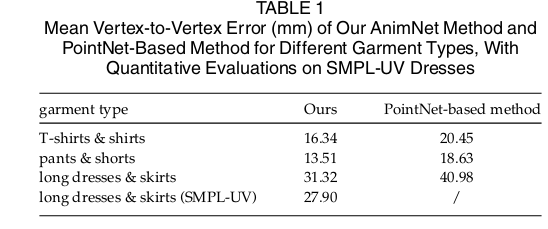 TABLE 1
Mean Vertex-to-Vertex Error (mm) of Our AnimNet Method and
PointNet-Based Method for Different Garment Types, With
Quantitative Evaluations on SMPL-UV Dresses
garment type Ours PointNet-based method
T-shirts & shirts 16.34 20.45
pants & shorts 13.51 18.63
long dresses & skirts 31.32 40.98
long dresses & skirts (SMPL-UV) 27.90 /